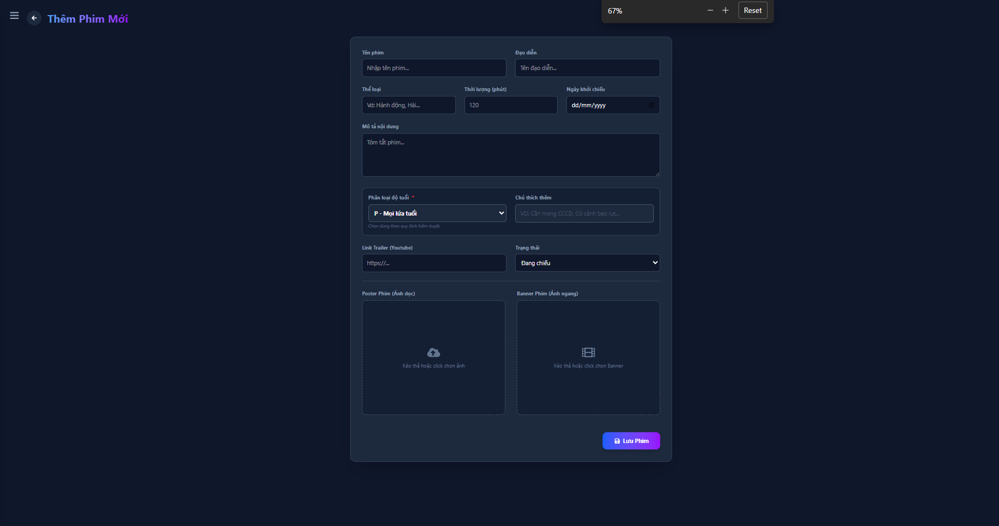 67%
Reset
Thêm Phim Mới
Tên phim
Đạo diễn
Nhập tên phim...
Tên đạo diễn...
Thể loại
Thời lượng (phút)
Ngày khởi chiếu
Vd: Hành động, Hài...
120
dd/mm/yyyy
Mô tả nội dung
Tóm tắt phim...
Phân loại độ tuổi *
Chú thích thêm
P - Mọi lứa tuổi
VD: Cần mang CCCD, Có cảnh bạo lực...
Chọn đúng theo quy định kiểm duyệt.
Link Trailer (Youtube)
Trạng thái
https://...
Đang chiếu
Poster Phim (Ảnh dọc)
Banner Phim (Ảnh ngang)
Kéo thả hoặc click chọn ảnh
Kéo thả hoặc click chọn Banner
Lưu Phim